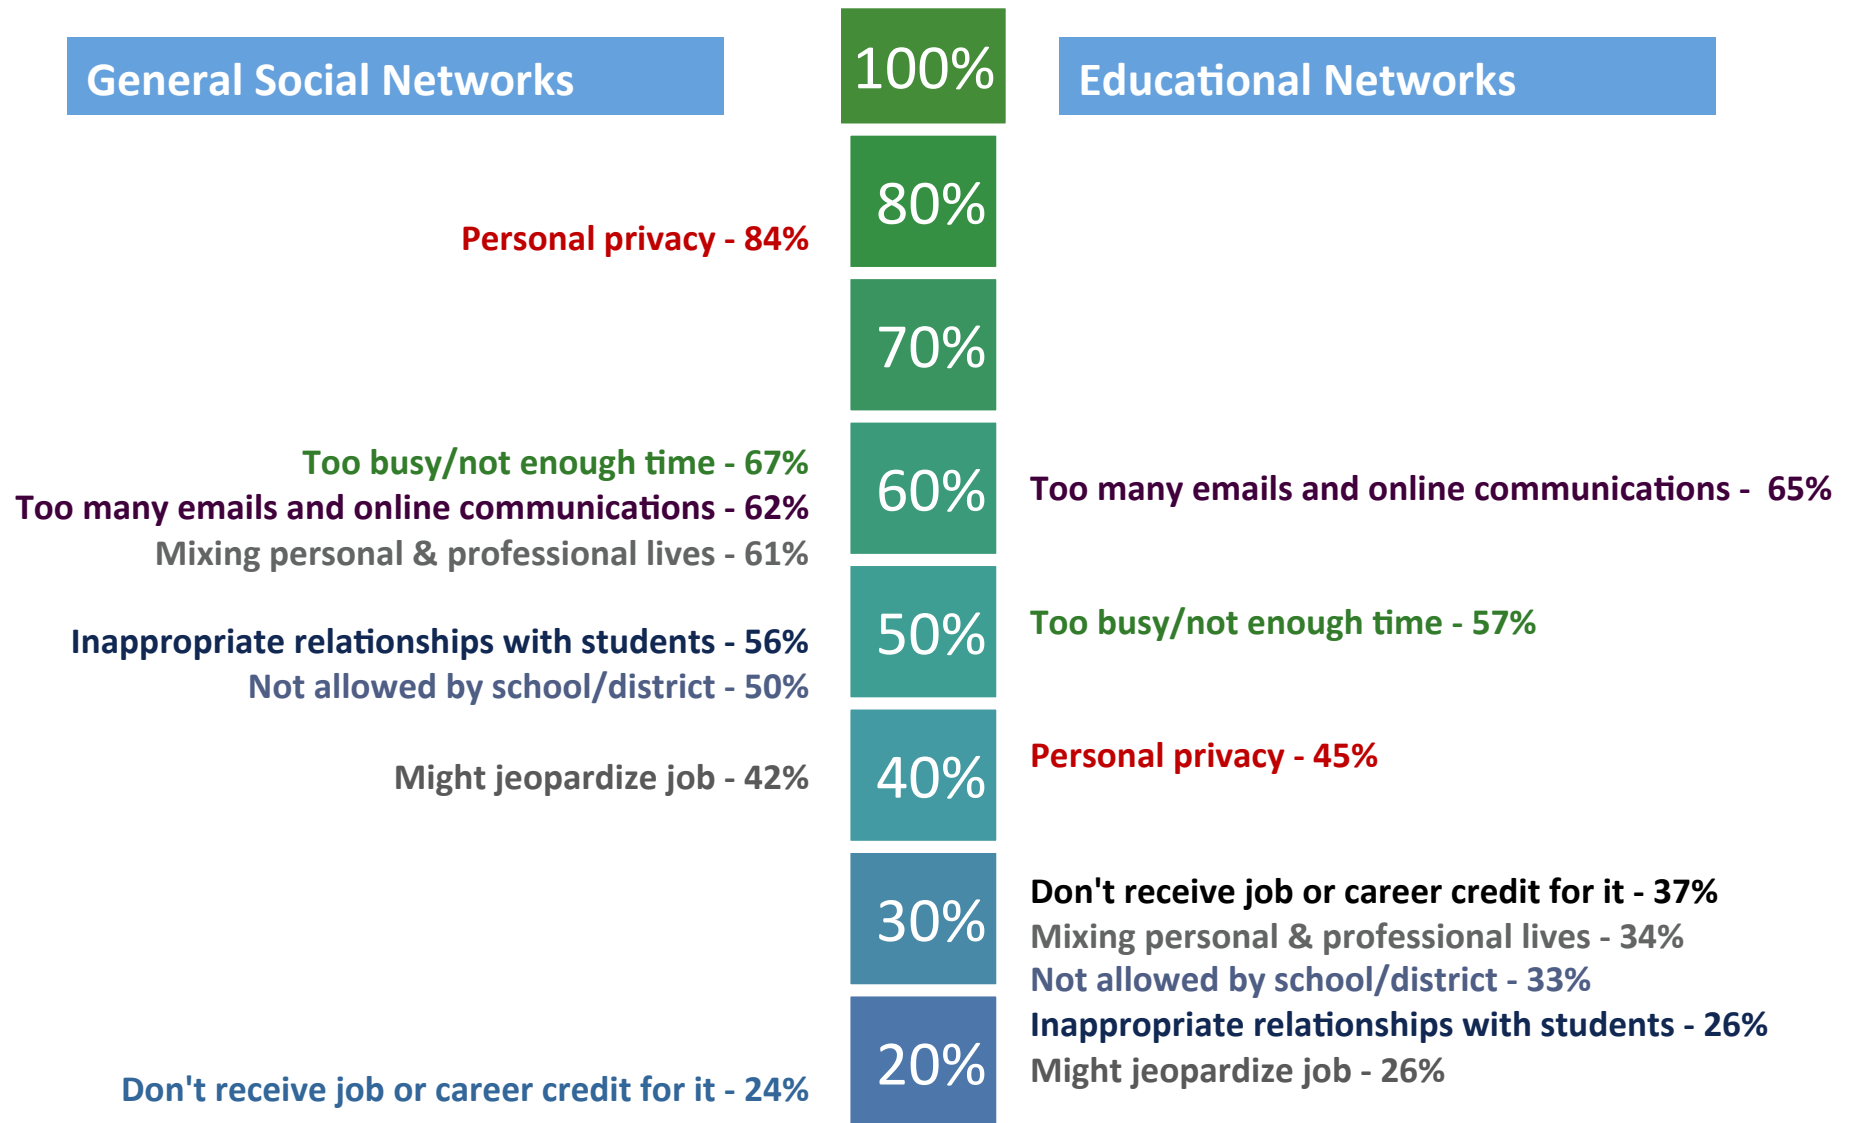 General Social Networks
100%
Educational Networks
80%
Personal privacy - 84%
70%
Too busy/not enough time - 67%
Too many emails and online communications - 62%
Mixing personal & professional lives - 61%
60%
Too many emails and online communications -  65%
Inappropriate relationships with students - 56%
Not allowed by school/district - 50%
50%
Too busy/not enough time - 57%
Might jeopardize job - 42%
40%
Personal privacy - 45%
30%
Don't receive job or career credit for it - 37%
Mixing personal & professional lives - 34%
Not allowed by school/district - 33%
Inappropriate relationships with students - 26%
Might jeopardize job - 26%
20%
Don't receive job or career credit for it - 24%